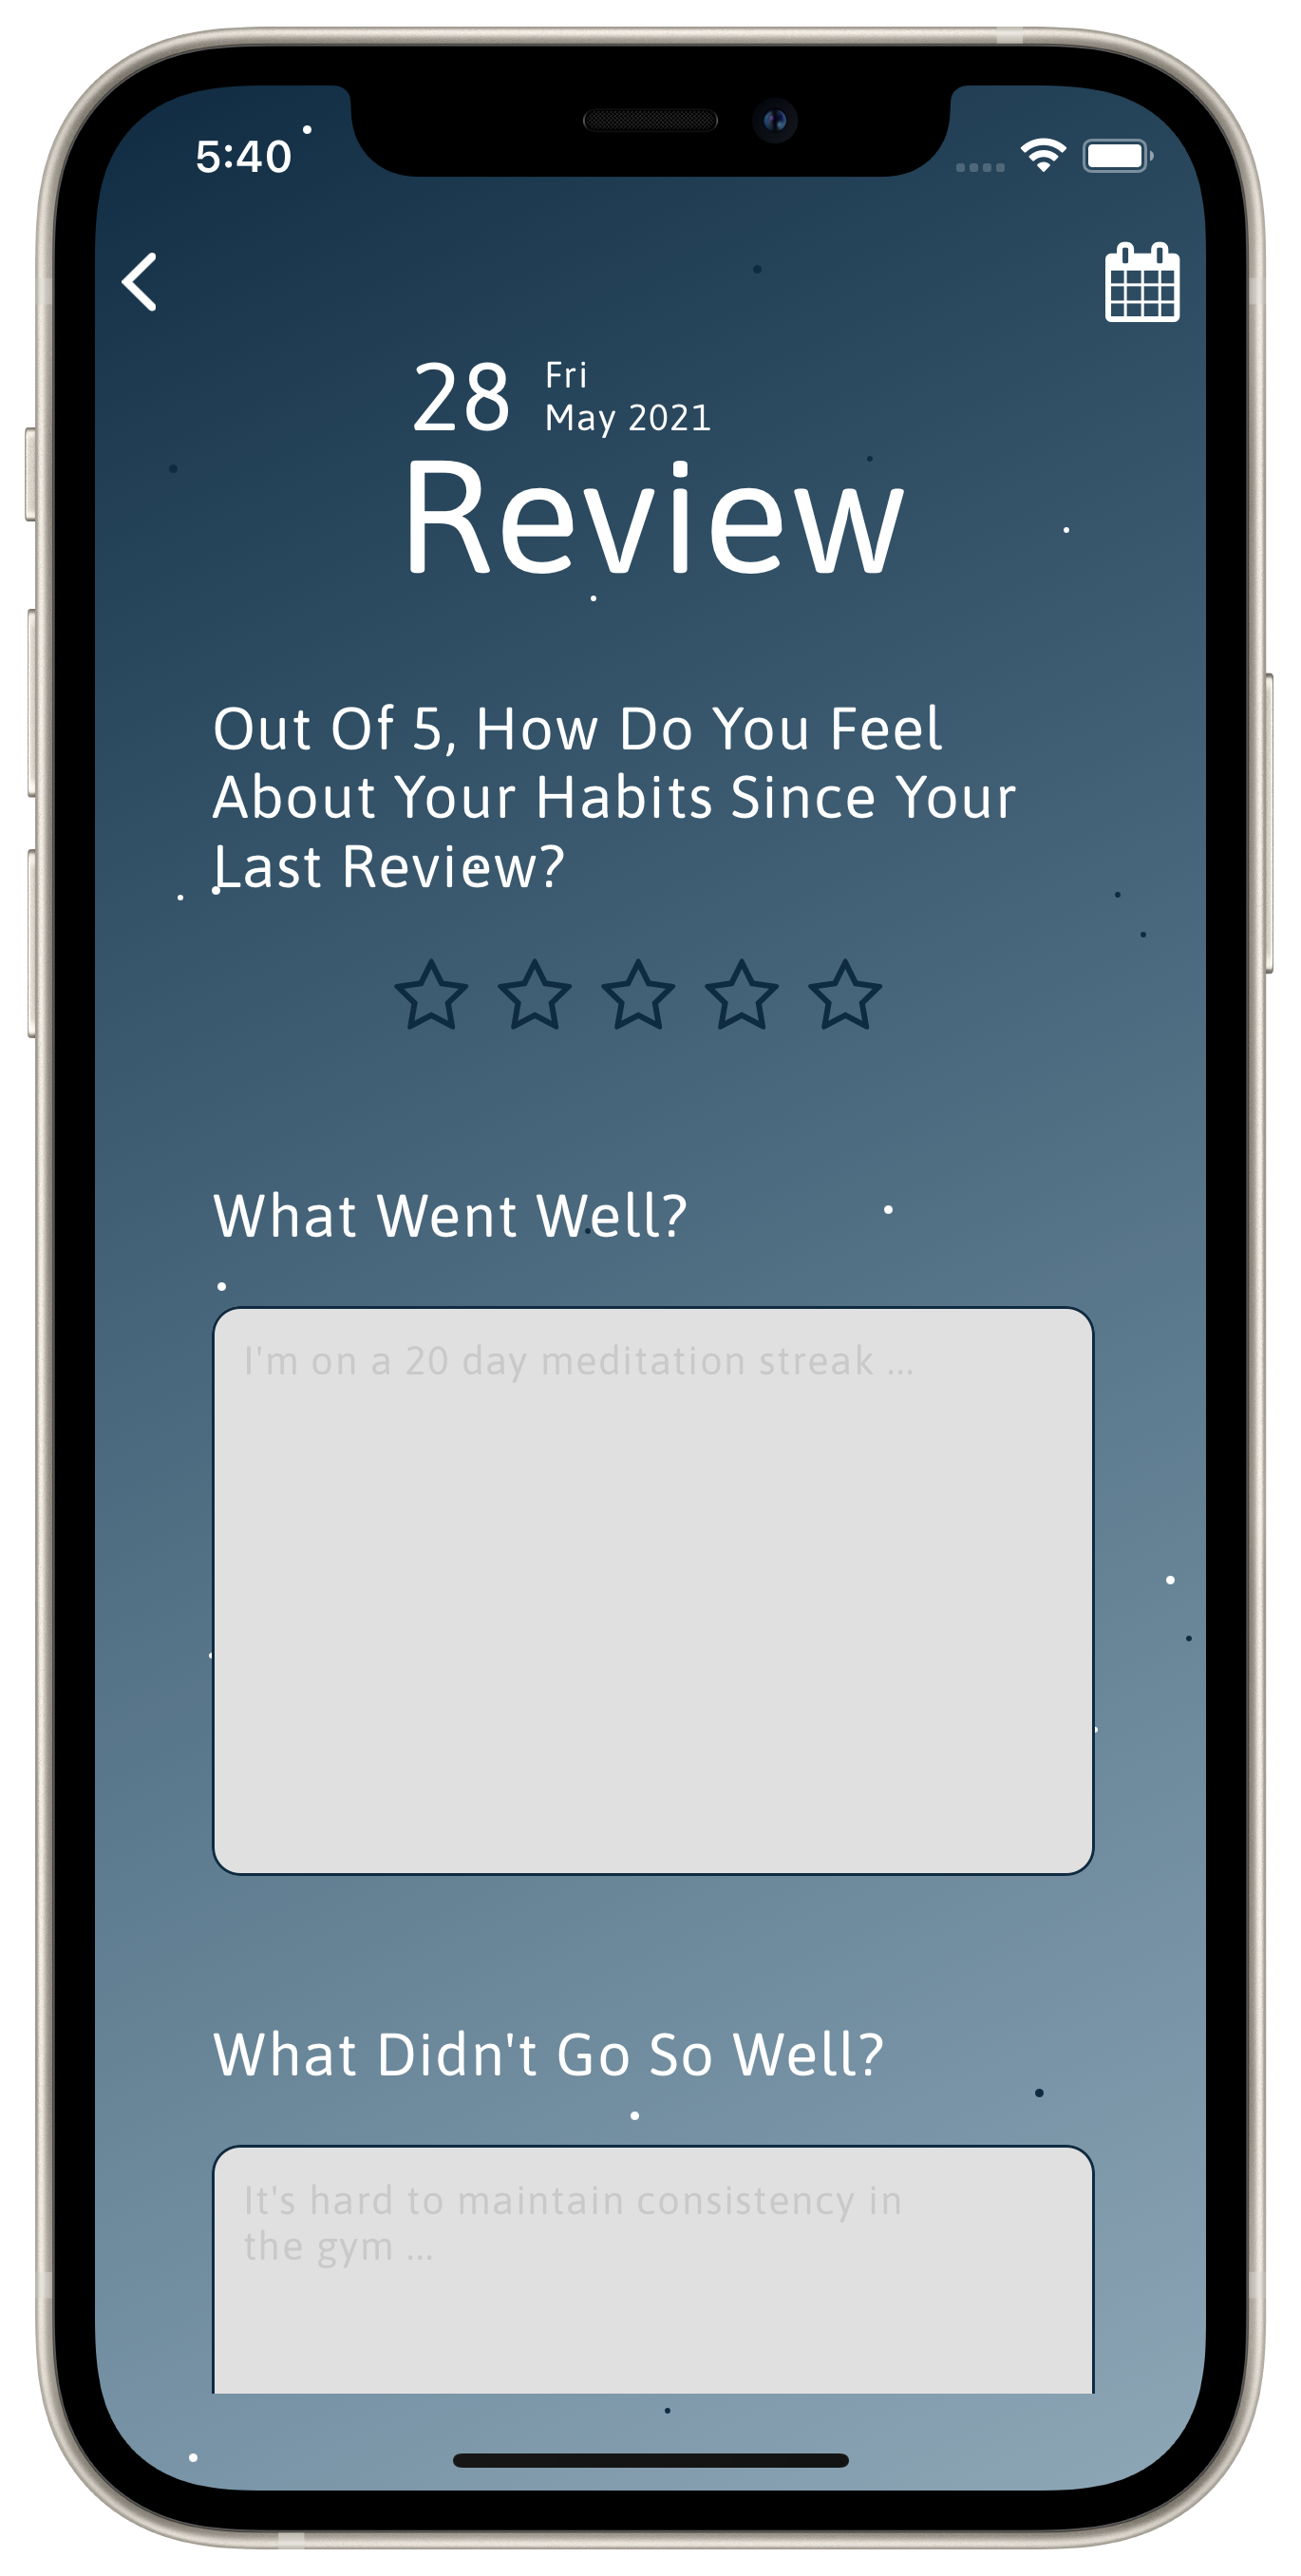 5:40
28
Fri
May 2021
Review
Out Of 5, How Do You Feel
About Your Habits Since Your
Last Review?
What Went Well?
I'm on a 20 day meditation streak ...
What Didn't Go So Well?
It's hard to maintain consistency in
the gym ...